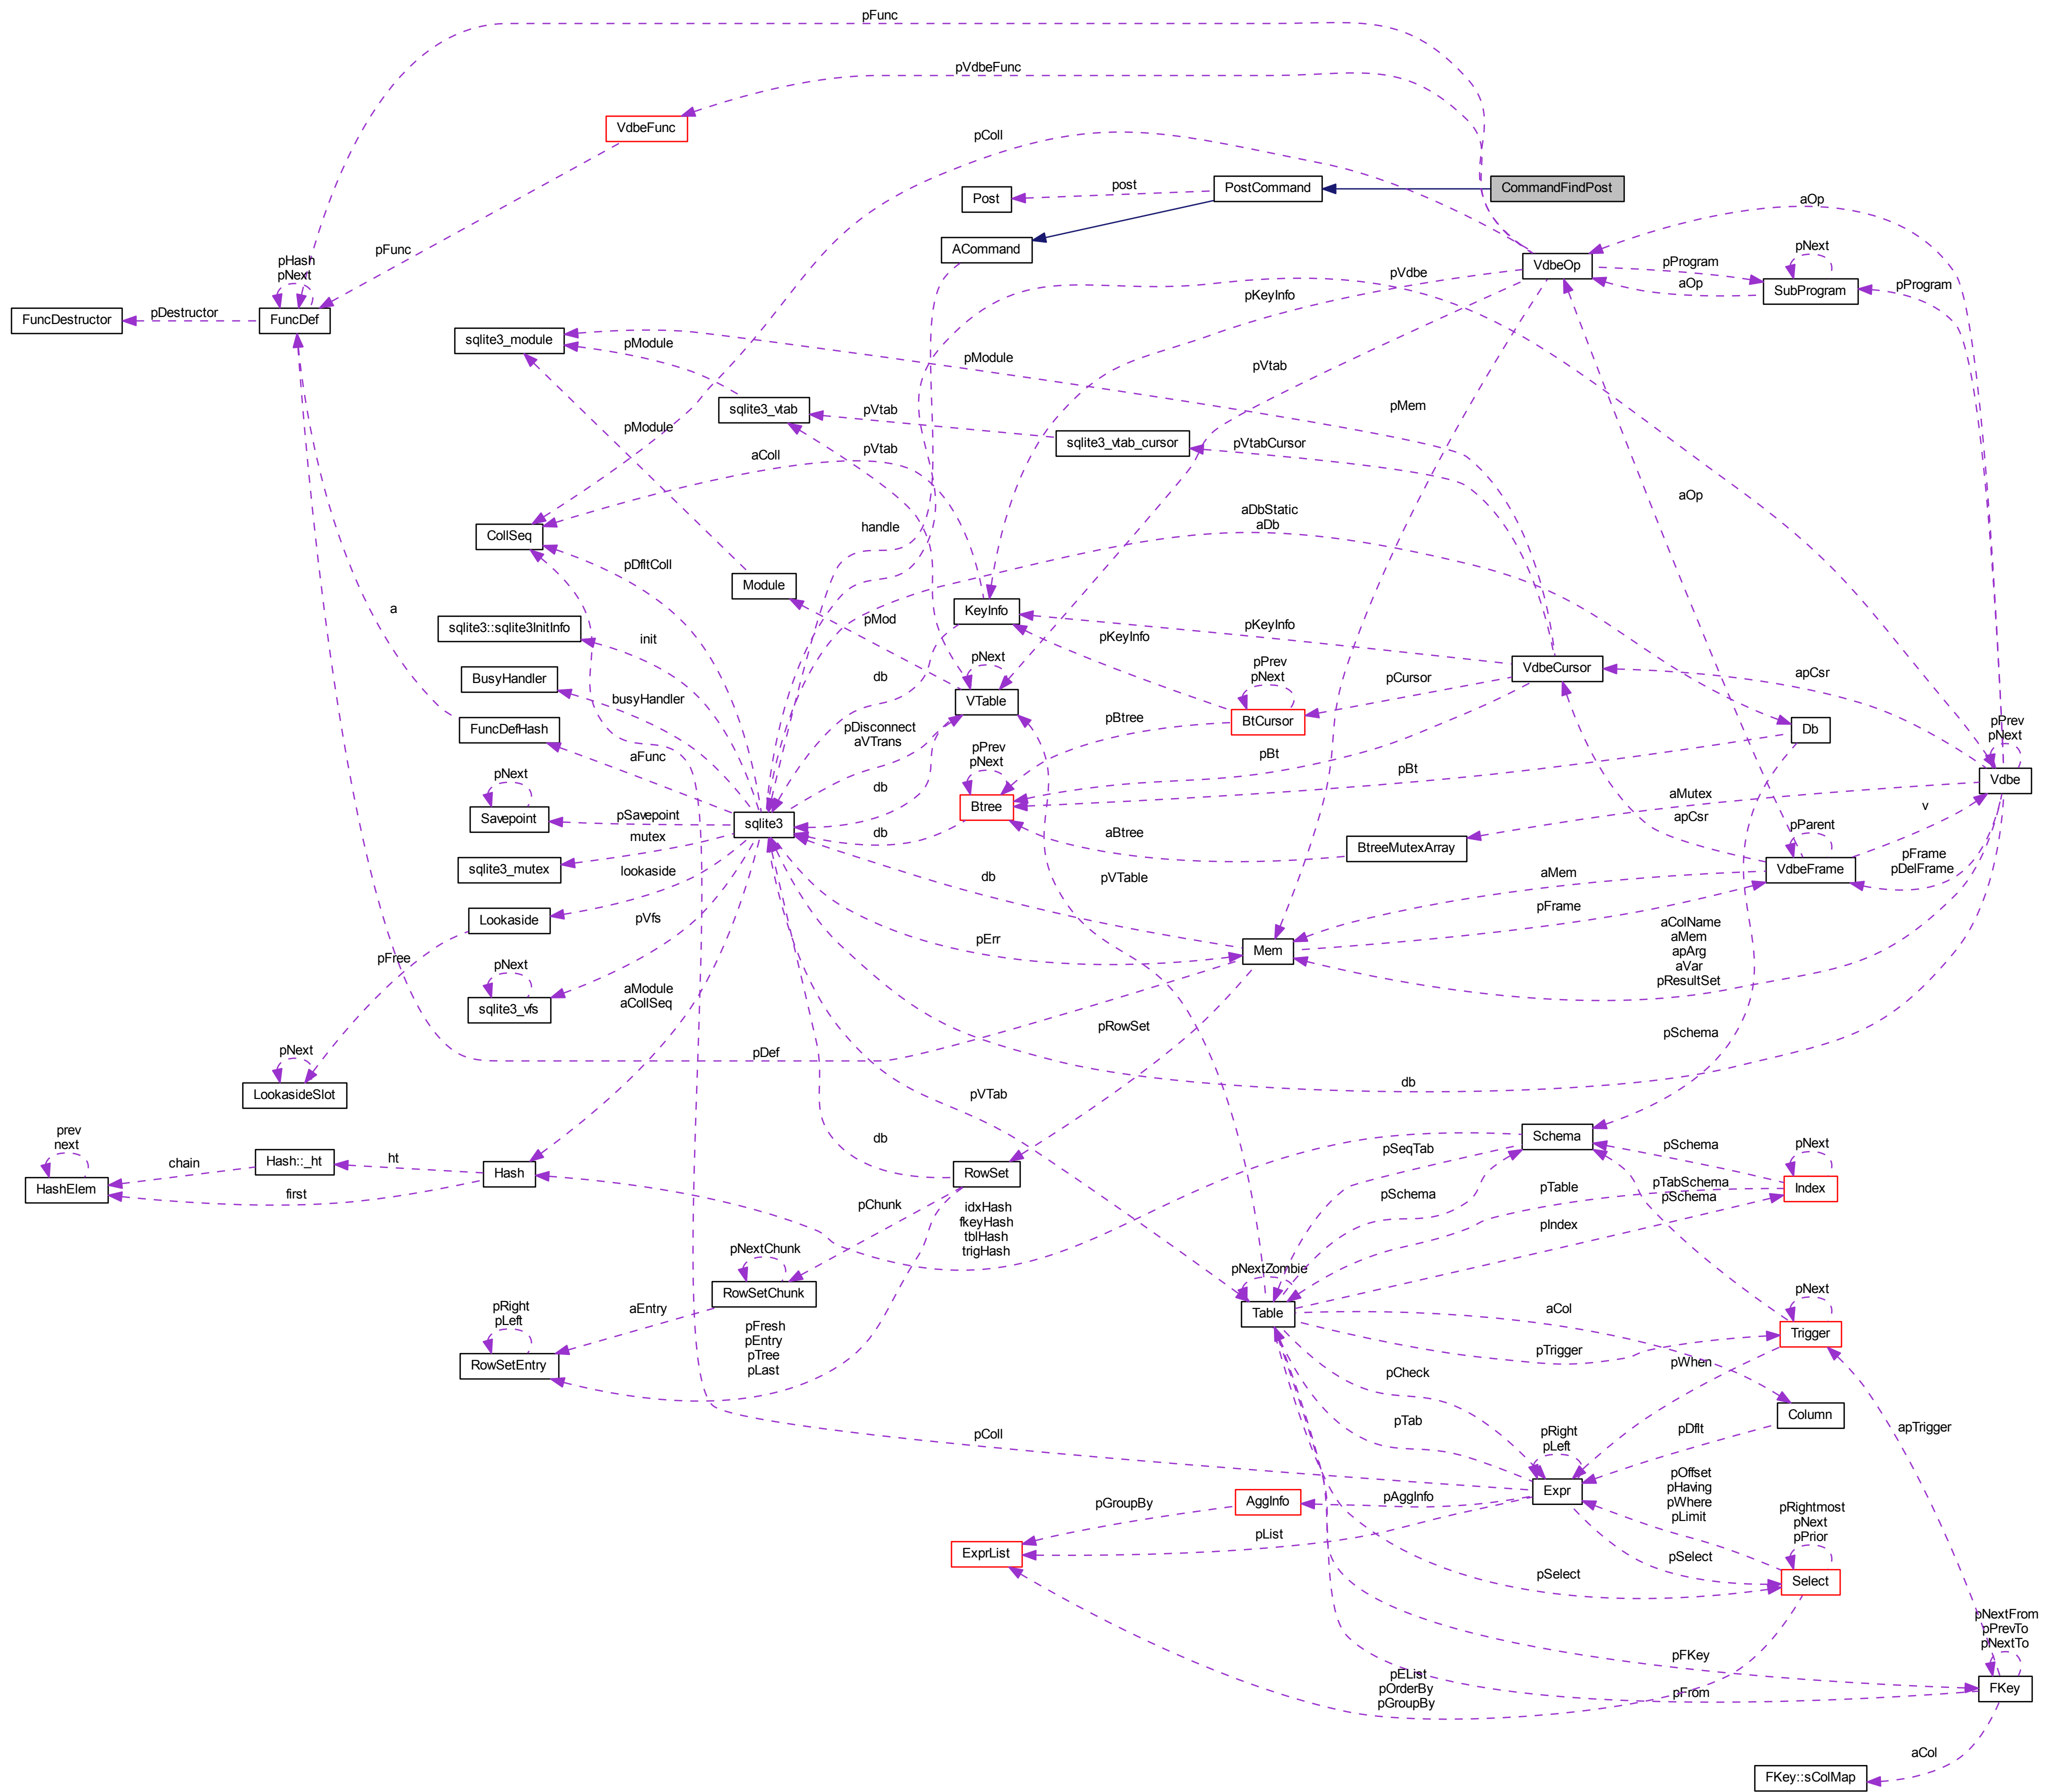 pFunc
pVdbeFunc
VdbeFunc
pColl
post
PostCommand
CommandFindPost
Post
aOp
ACommand
pFunc
pHash
pNext
pVdbe
VdbeOp
pProgram
pNext
SubProgram
aOp
pProgram
pKeyInfo
FuncDestructor
pDestructor
FuncDef
sqlite3_module
pModule
pModule
pVtab
pMem
sqlite3_vtab
pVtab
sqlite3_vtab_cursor
pVtabCursor
pModule
aColl
pVtab
aOp
CollSeq
handle
aDbStatic
aDb
pDfltColl
Module
a
KeyInfo
sqlite3::sqlite3InitInfo
init
pMod
pKeyInfo
pKeyInfo
BusyHandler
busyHandler
db
pNext
VTable
pPrev
pNext
pCursor
VdbeCursor
apCsr
BtCursor
FuncDefHash
aFunc
pDisconnect
aVTrans
pBtree
pBt
Db
pPrev
pNext
Vdbe
pNext
Savepoint
pSavepoint
sqlite3
db
pPrev
pNext
Btree
pBt
aMutex
apCsr
v
mutex
db
aBtree
BtreeMutexArray
pParent
VdbeFrame
pFrame
pDelFrame
sqlite3_mutex
lookaside
db
pVTable
aMem
Lookaside
pVfs
pErr
Mem
pFrame
aColName
aMem
apArg
aVar
pResultSet
pFree
pNext
sqlite3_vfs
aModule
aCollSeq
pRowSet
pSchema
pNext
LookasideSlot
pDef
pVTab
db
prev
next
HashElem
chain
Hash::_ht
ht
first
Hash
db
RowSet
Schema
pSeqTab
pSchema
pNext
Index
pSchema
pTable
pTabSchema
pSchema
pChunk
idxHash
fkeyHash
tblHash
trigHash
pIndex
pNextChunk
RowSetChunk
pNextZombie
Table
aCol
pNext
Trigger
pRight
pLeft
RowSetEntry
aEntry
pFresh
pEntry
pTree
pLast
pTrigger
pCheck
pWhen
Column
pColl
pTab
pDflt
apTrigger
pRight
pLeft
Expr
pOffset
pHaving
pWhere
pLimit
pGroupBy
AggInfo
pAggInfo
pRightmost
pNext
pPrior
Select
ExprList
pList
pSelect
pSelect
pNextFrom
pPrevTo
pNextTo
FKey
pFKey
pEList
pOrderBy
pGroupBy
pFrom
aCol
FKey::sColMap